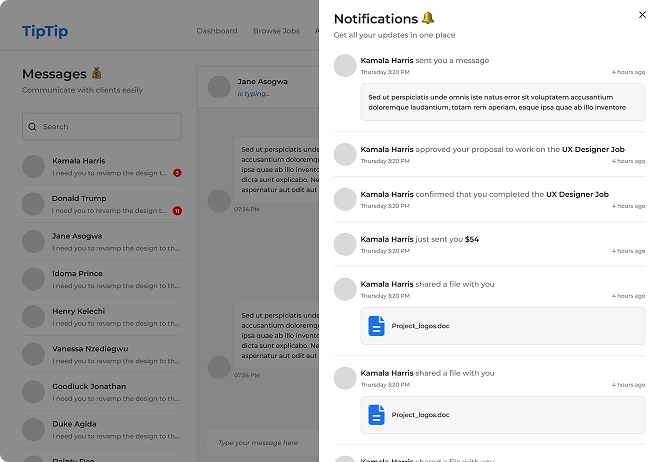 TipTip
Dashboard Browse Jobs A
Messages
Communicate with clients easily
Search
Kamala Harris
I need you to revamp the design t...
3
Donald Trump
I need you to revamp the design t...
11
Jane Asogwa
I need you to revamp the design to th...
Idoma Prince
I need you to revamp the design to th...
Henry Kelechi
I need you to revamp the design to th...
Vanessa Nzediegwu
I need you to revamp the design to th...
Goodluck Jonathan
I need you to revamp the design to th...
Duke Agida
I need you to revamp the design to th...
Dainty Dee
Jane Asogwa
is typing...
Sed ut perspiciatis unde
accusantium doloremque
ipsa quae ab illo invento
dicta sunt explicabo. Ne
aspernatur aut odit aut
07:34 PM
Sed ut perspiciatis unde
accusantium doloremque
ipsa quae ab illo invento
dicta sunt explicabo. Ne
aspernatur aut odit aut
07:34 PM
Type your message here
Notifications
Get all your updates in one place
Kamala Harris sent you a message
Thursday 3:20 PM 4 hours ago
Sed ut perspiciatis unde omnis iste natus error sit voluptatem accusantium
doloremque laudantium, totam rem aperiam, eaque ipsa quae ab illo inventore
Kamala Harris approved your proposal to work on the UX Designer Job
Thursday 3:20 PM 4 hours ago
Kamala Harris confirmed that you completed the UX Designer Job
Thursday 3:20 PM 4 hours ago
Kamala Harris just sent you $54
Thursday 3:20 PM 4 hours ago
Kamala Harris shared a file with you
Thursday 3:20 PM 4 hours ago
Project_logos.doc
Kamala Harris shared a file with you
Thursday 3:20 PM 4 hours ago
Project_logos.doc
Kamala Harris shared a file with you